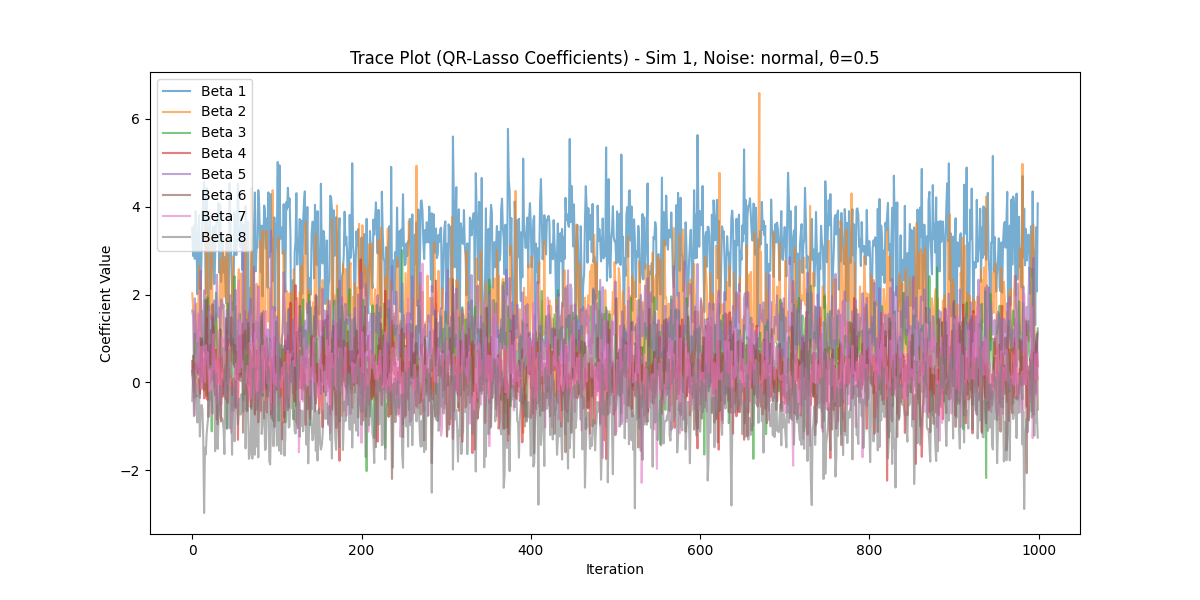 Trace Plot (QR-Lasso Coefficients) - Sim 1, Noise: normal, θ=0.5
Beta 1
Beta 2
Beta 3
Beta 4
Beta 5
Beta 6
Beta 7
Beta 8
Coefficient Value
6
4
2
0
−2
0
200
400
600
800
1000
Iteration